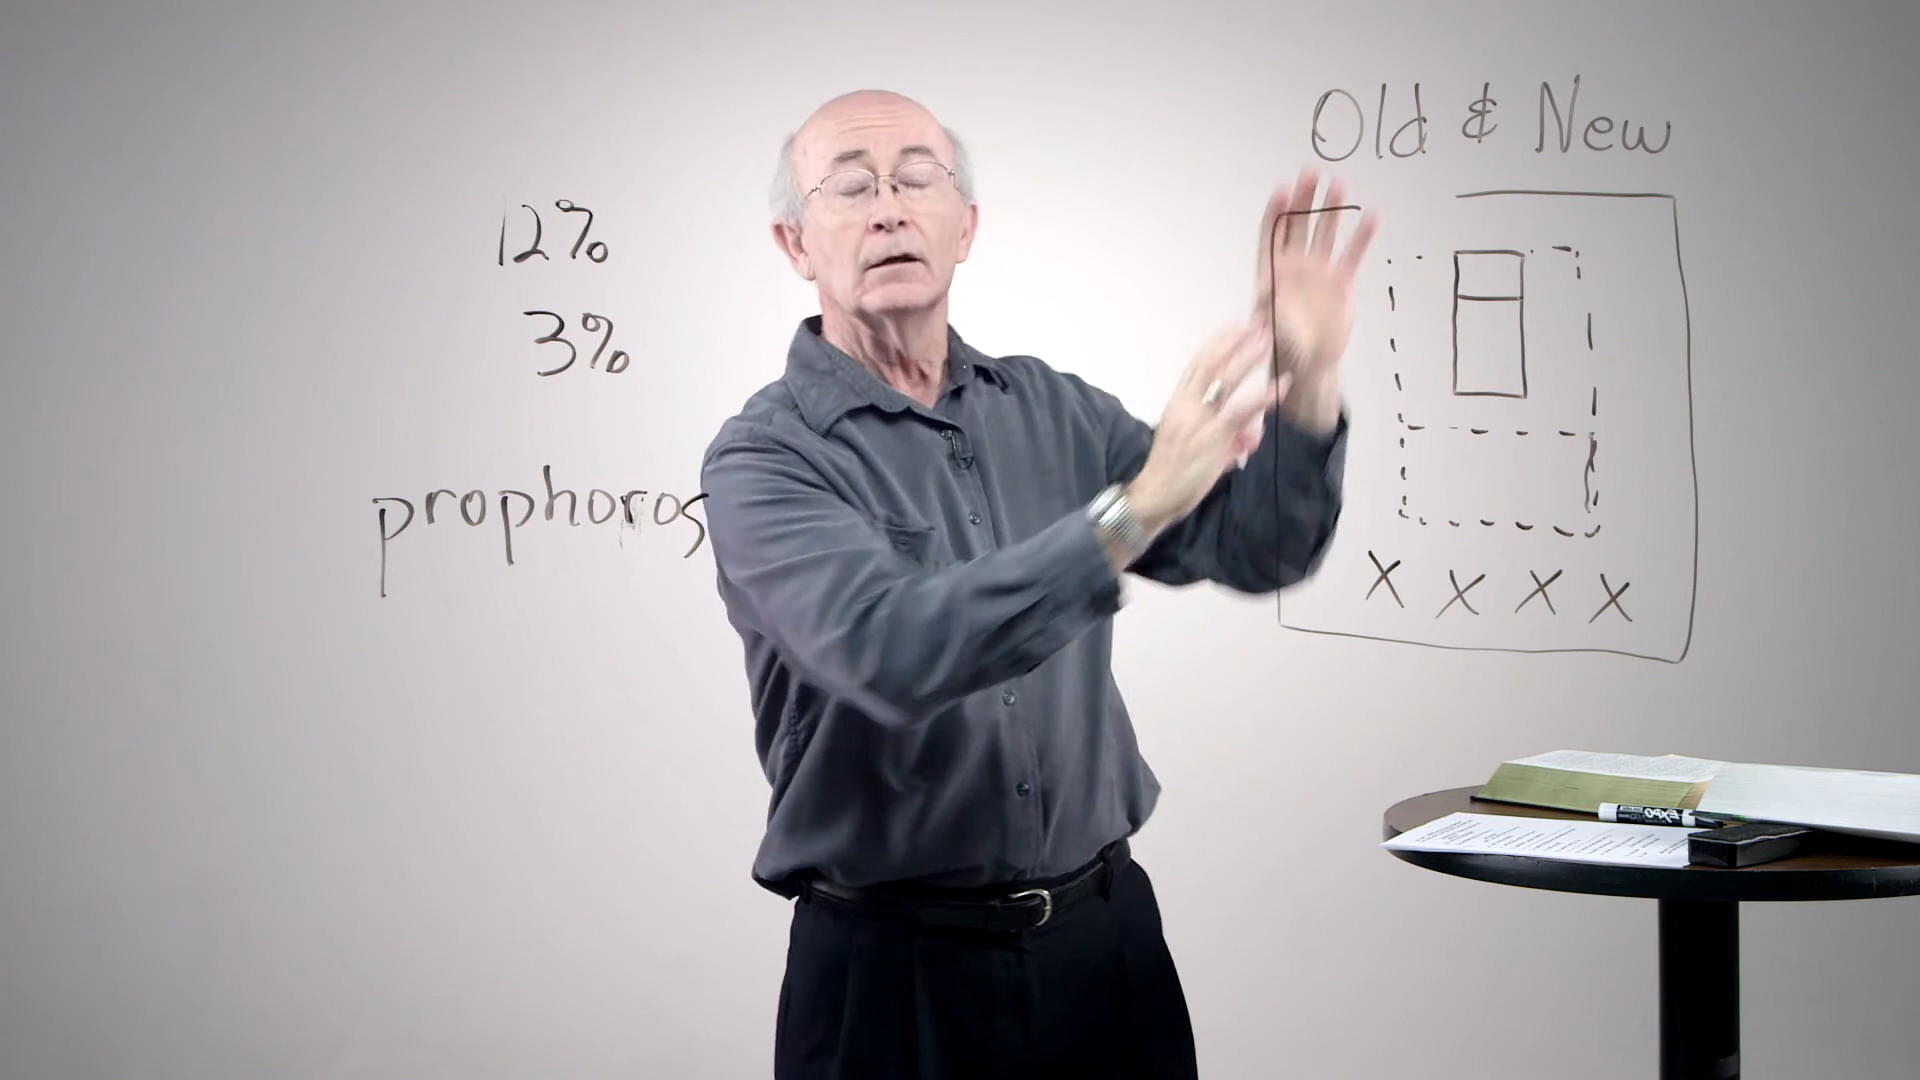 12%
3%
prophoros
Old & New
X X X X
EXPO